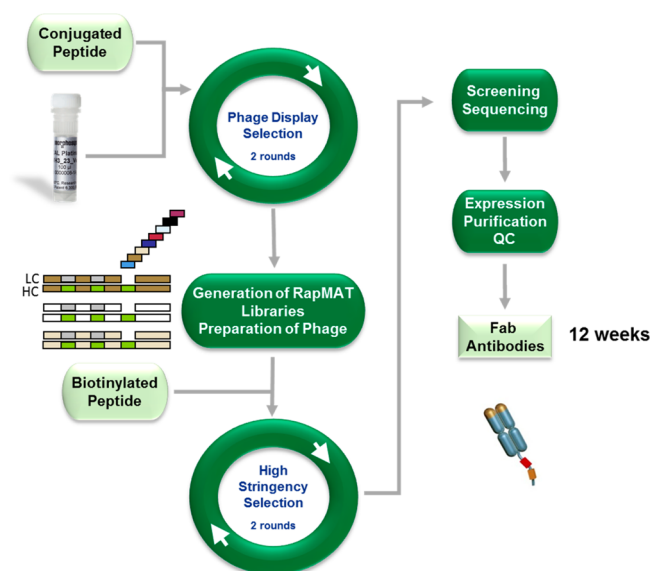 Conjugated
Peptide
Phage Display
Selection
2 rounds
LC
HC
Generation of RapMAT
Libraries
Preparation of Phage
Biotinylated
Peptide
High
Stringency
Selection
2 rounds
Screening
Sequencing
Expression
Purification
QC
Fab
Antibodies
12 weeks